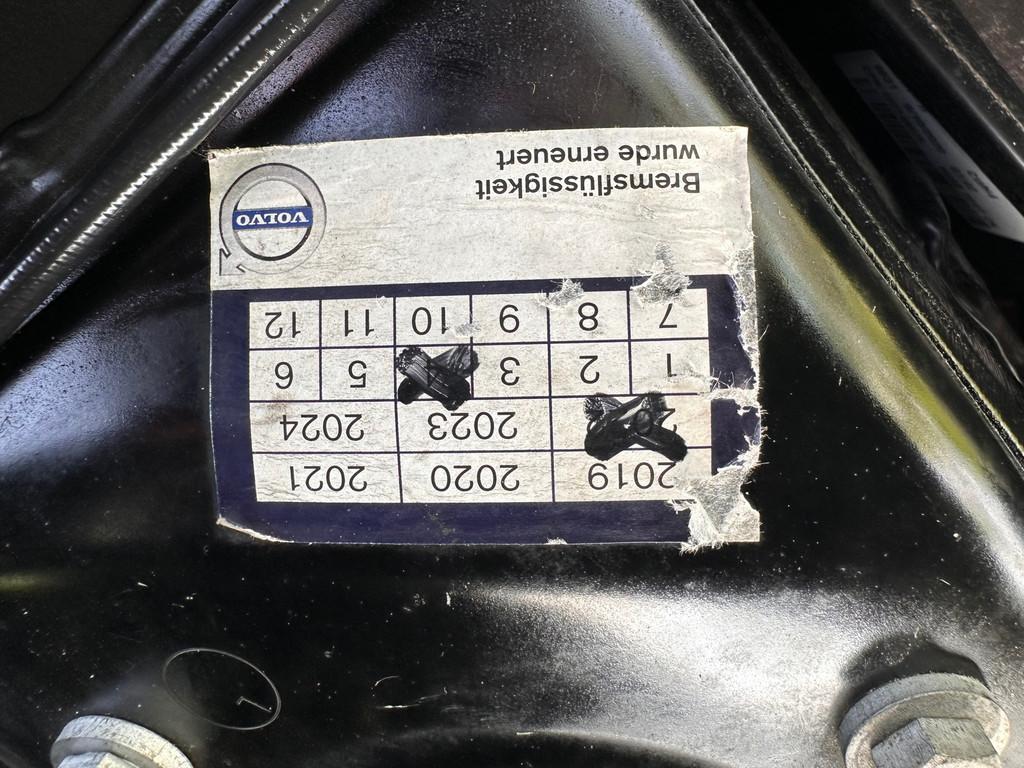 2019 2020 2021
2023 2024
1 2 3 5 6
7 8 9 10 11 12
Bremsflüssigkeit
wurde erneuert
VOLVO